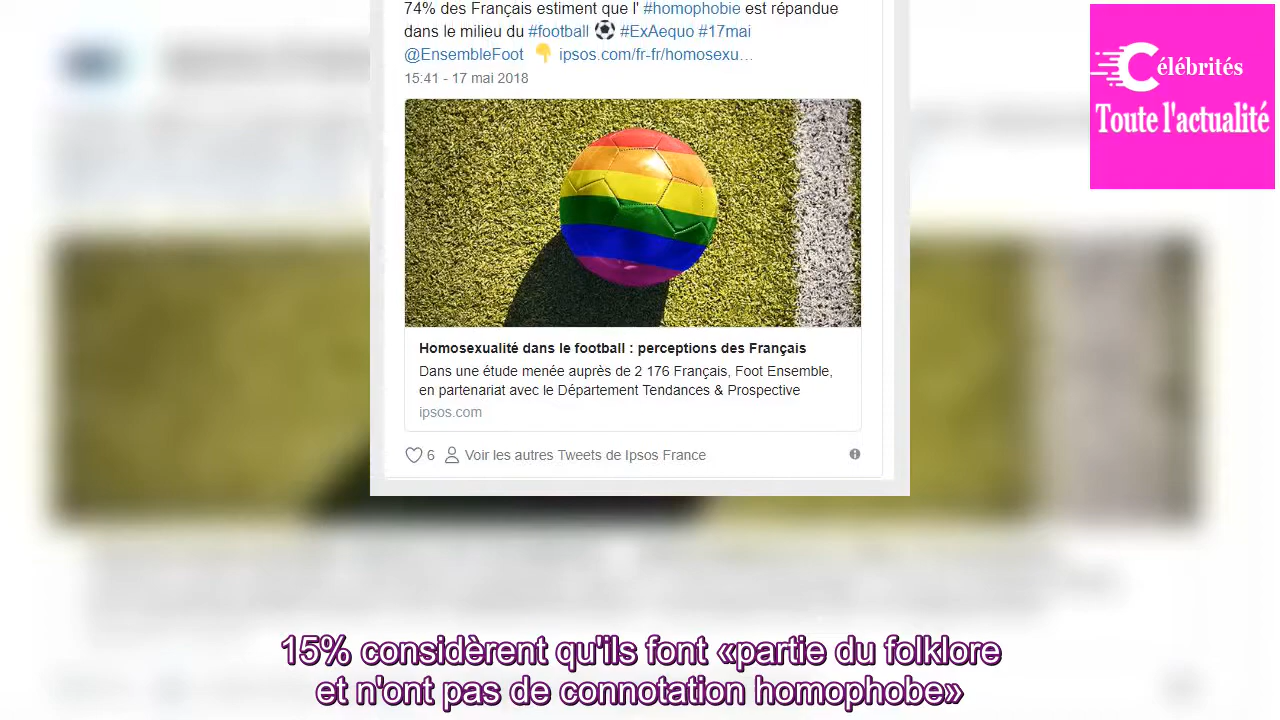 74% des Français estiment que l' #homophobie est répandue
dans le milieu du #football ⚽ #ExAequo #17mai
@EnsembleFoot 👇 ipsos.com/fr-fr/homosexu…
15:41 - 17 mai 2018
Célébrités
Toute l'actualité
Homosexualité dans le football : perceptions des Français
Dans une étude menée auprès de 2 176 Français, Foot Ensemble,
en partenariat avec le Département Tendances & Prospective
ipsos.com
6 Voir les autres Tweets de Ipsos France
15% considèrent qu'ils font «partie du folklore
et n'ont pas de connotation homophobe»